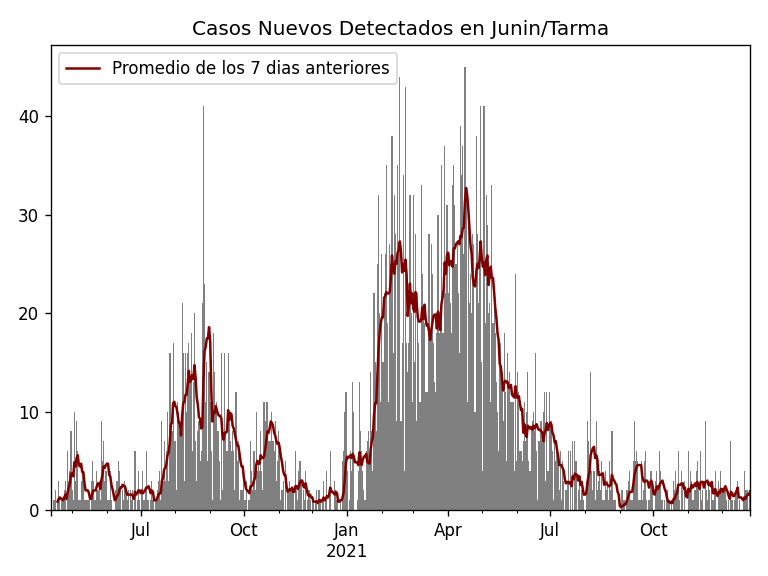 Casos Nuevos Detectados en Junin/Tarma
Promedio de los 7 dias anteriores
40
30
20
10
0
Jul
Oct
Jan
2021
Apr
Jul
Oct